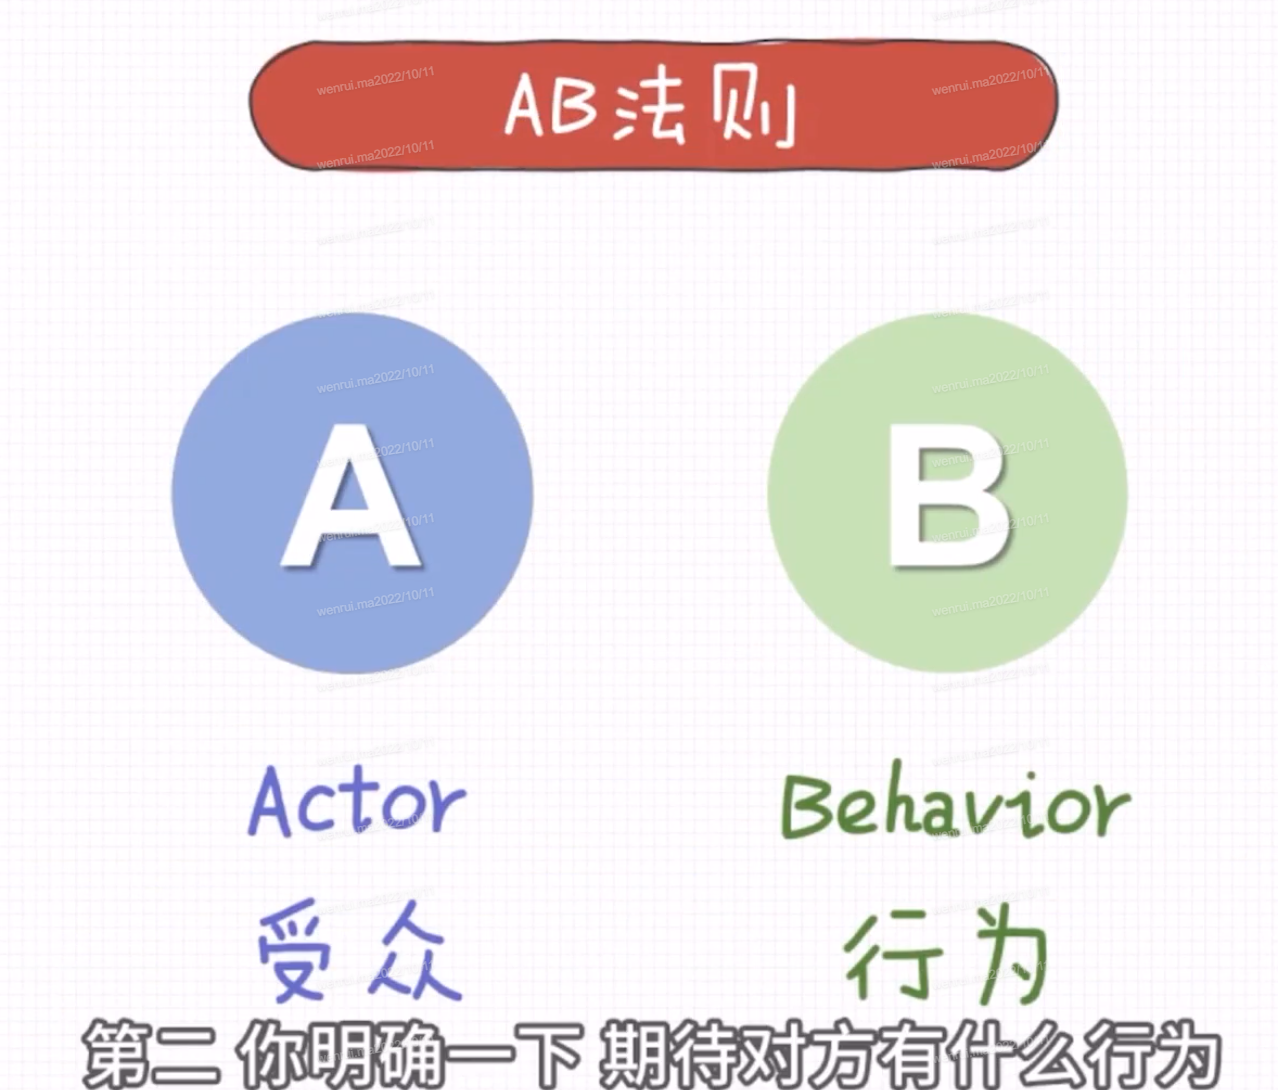 AB法则
A B
Actor Behavior
受众 行为
第二 你明确一下 期待对方有什么行为
wenrui.ma2022/10/11